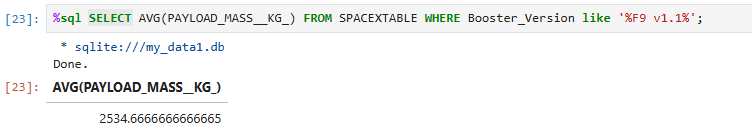 [23]: %sql SELECT AVG(PAYLOAD_MASS__KG_) FROM SPACEXTABLE WHERE Booster_Version like '%F9 v1.1%';
* sqlite:///my_data1.db
Done.
[23]: AVG(PAYLOAD_MASS__KG_)
2534.6666666666665